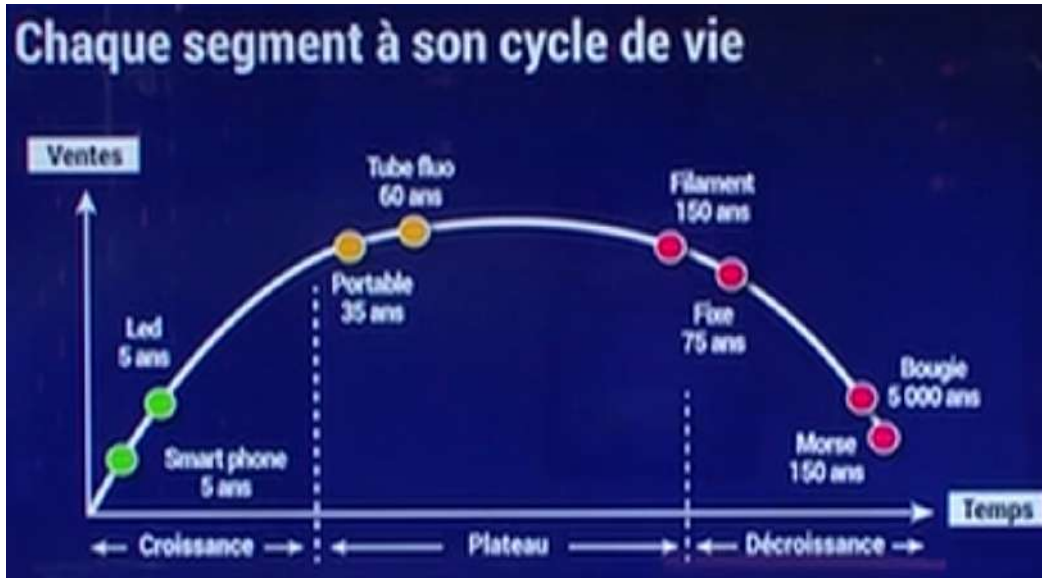 Chaque segment à son cycle de vie
Ventes
Tube fluo
60 ans
Filament
150 ans
Portable
35 ans
Fixe
75 ans
Led
5 ans
Bougie
5 000 ans
Smart phone
5 ans
Morse
150 ans
Temps
Croissance
Plateau
Décroissance